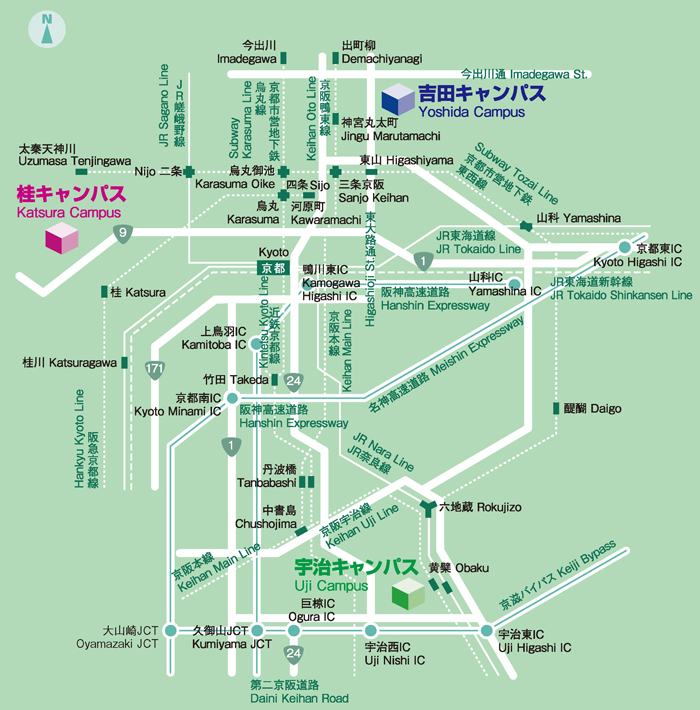 N
今出川
Imadegawa
出町柳
Demachiyanagi
今出川通 Imadegawa St.
JR Sagano Line
JR嵯峨野線
Subway
Karasuma Line
京都市営地下鉄
烏丸線
Keihan Oto Line
京阪鴨東線
吉田キャンパス
Yoshida Campus
神宮丸太町
Jingu Marutamachi
太秦天神川
Uzumasa Tenjingawa
Nijo 二条
烏丸御池
Karasuma Oike
東山 Higashiyama
Subway Tozai Line
京都市営地下鉄
東西線
桂キャンパス
Katsura Campus
四条 Sijo
三条京阪
Sanjo Keihan
烏丸
Karasuma
河原町
Kawaramachi
山科 Yamashina
9
東大路通
Higashioji St.
JR東海道線
JR Tokaido Line
京都東IC
Kyoto Higashi IC
Kyoto
京都
1
鴨川東IC
Kamogawa
Higashi IC
山科IC
Yamashina IC
JR東海道新幹線
JR Tokaido Shinkansen Line
桂 Katsura
阪神高速道路
Hanshin Expressway
Kintetsu Kyoto Line
近鉄京都線
京阪本線
Keihan Main Line
上鳥羽IC
Kamitoba IC
名神高速道路 Meishin Expressway
桂川 Katsuragawa
171
竹田 Takeda
24
京都南IC
Kyoto Minami IC
阪神高速道路
Hanshin Expressway
醍醐 Daigo
Hankyu Kyoto Line
阪急京都線
1
JR Nara Line
JR奈良線
丹波橋
Tanbabashi
中書島
Chushojima
六地蔵 Rokujizo
京阪宇治線
Keihan Uji Line
京阪本線
Keihan Main Line
宇治キャンパス
Uji Campus
黄檗 Obaku
京滋バイパス Keiji Bypass
巨椋IC
Ogura IC
大山崎JCT
Oyamazaki JCT
久御山JCT
Kumiyama JCT
宇治西IC
Uji Nishi IC
宇治東IC
Uji Higashi IC
24
第二京阪道路
Daini Keihan Road